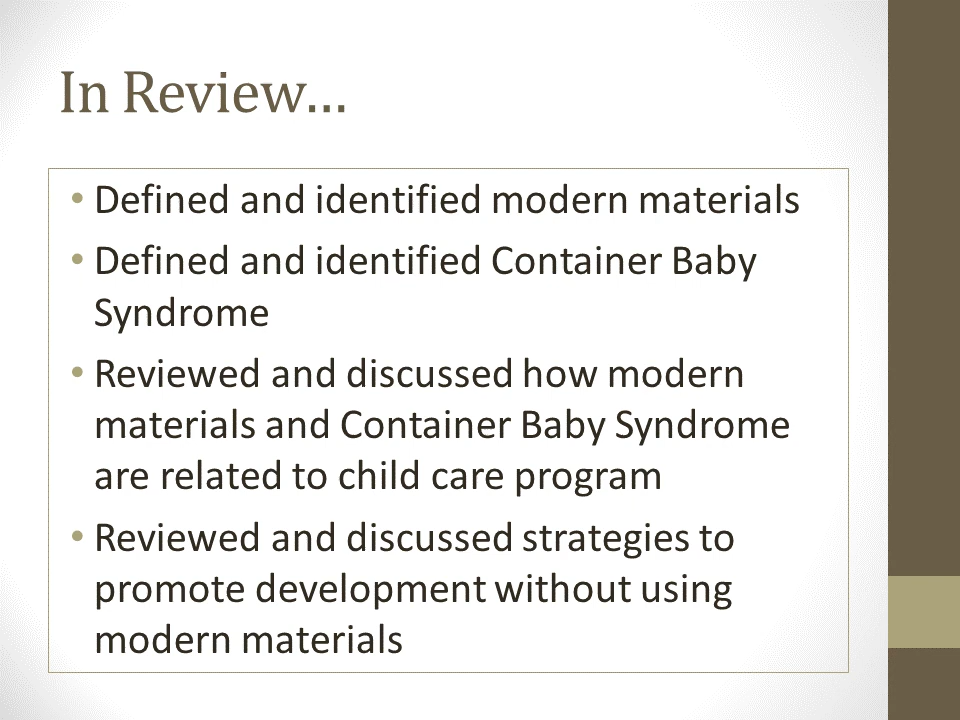 In Review...
• Defined and identified modern materials
• Defined and identified Container Baby
Syndrome
• Reviewed and discussed how modern
materials and Container Baby Syndrome
are related to child care program
• Reviewed and discussed strategies to
promote development without using
modern materials